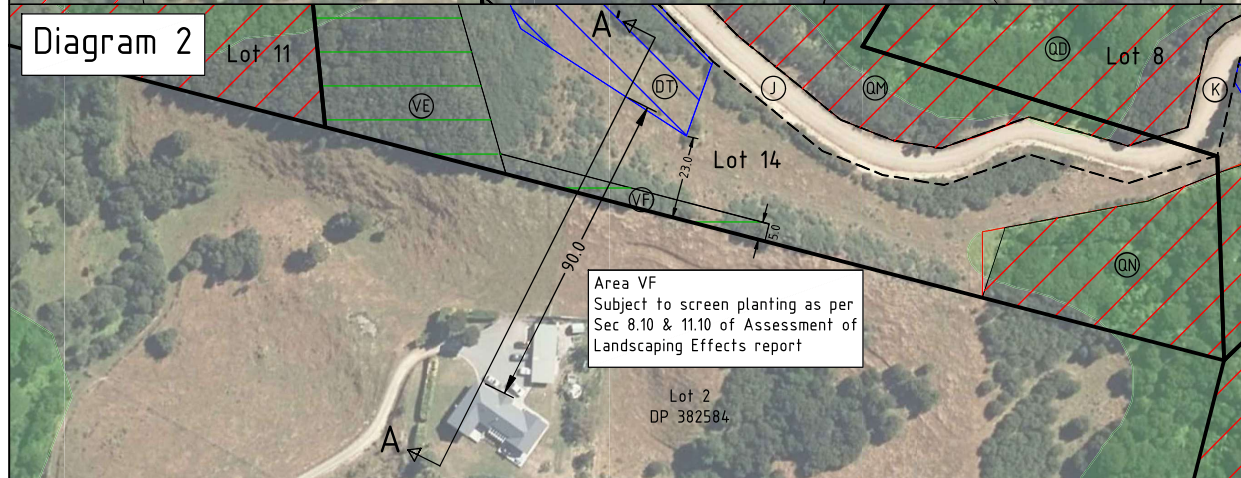 Diagram 2
Lot 11
A'
QD
Lot 8
DT
J
QM
K
VE
Lot 14
23.0
VF
5.0
90.0
QN
Area VF
Subject to screen planting as per
Sec 8.10 & 11.10 of Assessment of
Landscaping Effects report
Lot 2
DP 382584
A